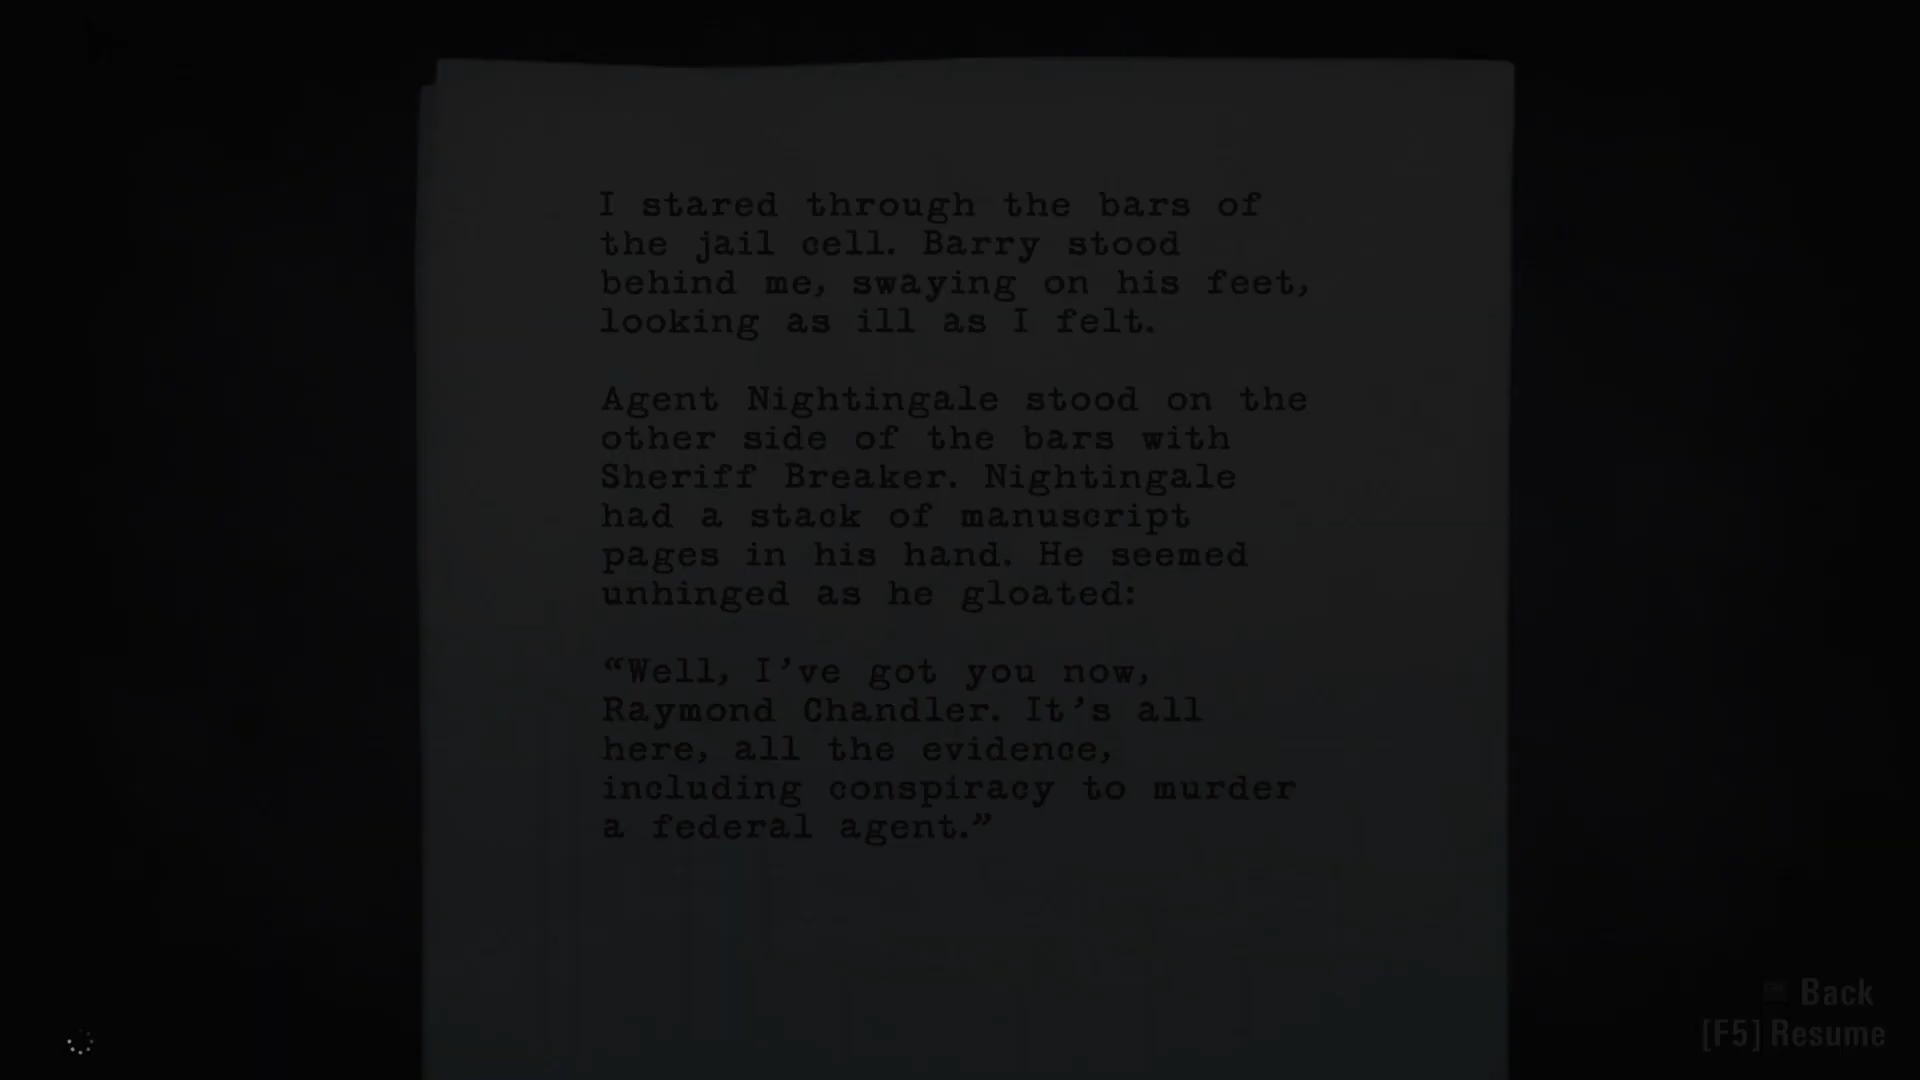 I stared through the bars of
the jail cell. Barry stood
behind me, swaying on his feet,
looking as ill as I felt.
Agent Nightingale stood on the
other side of the bars with
Sheriff Breaker. Nightingale
had a stack of manuscript
pages in his hand. He seemed
unhinged as he gloated:
“Well, I’ve got you now,
Raymond Chandler. It’s all
here, all the evidence,
including conspiracy to murder
a federal agent.”
Back
[F5] Resume